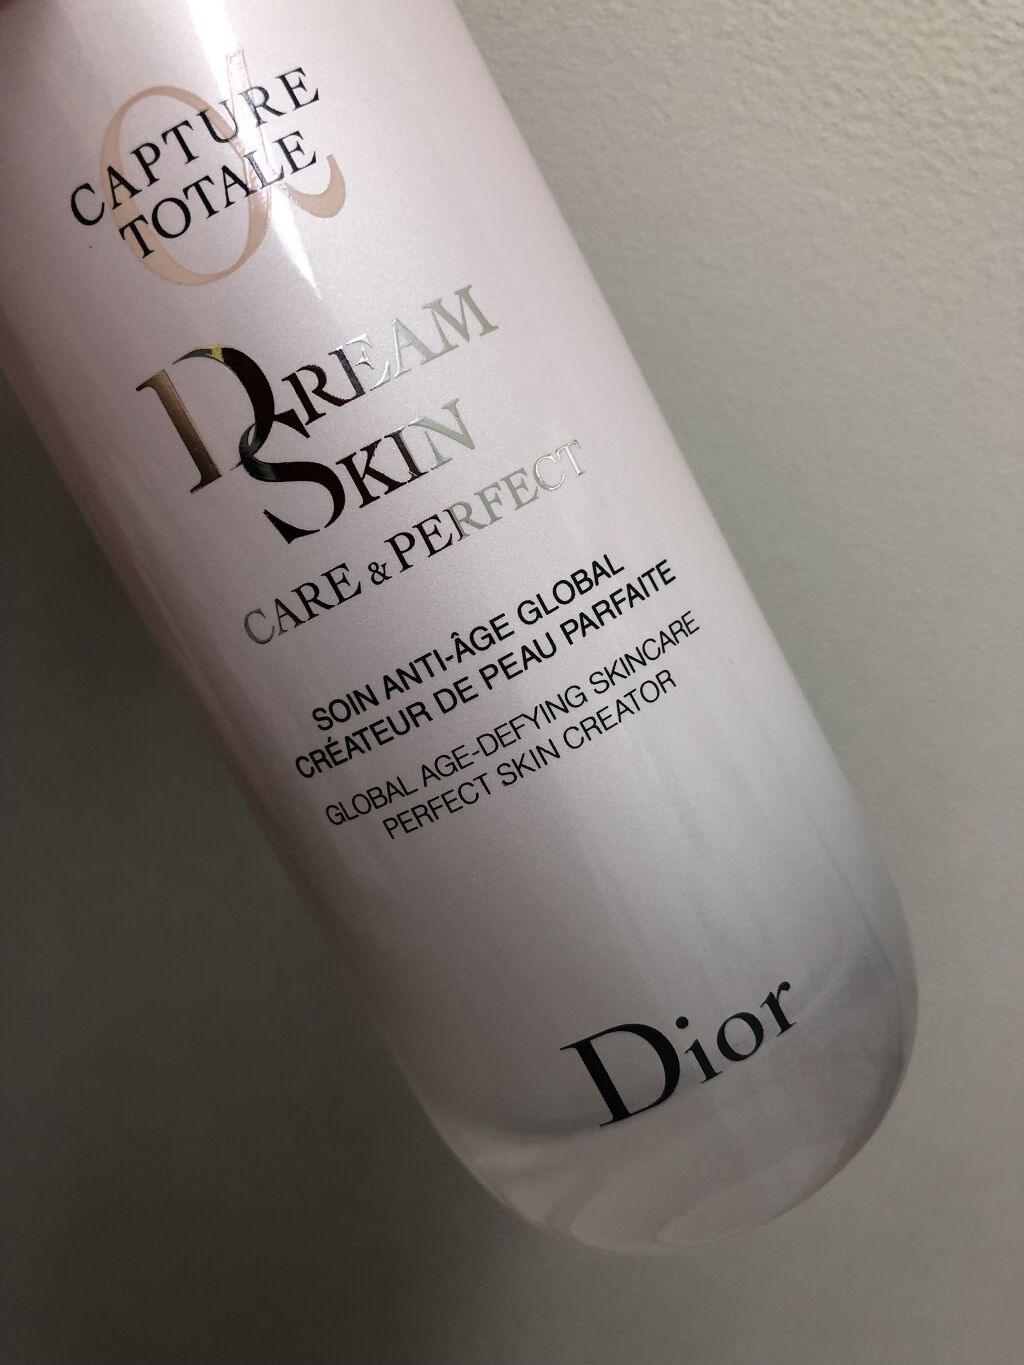 CAPTURE
TOTALE
DREAM
SKIN
CARE & PERFECT
SOIN ANTI-ÂGE GLOBAL
CRÉATEUR DE PEAU PARFAITE
GLOBAL AGE-DEFYING SKINCARE
PERFECT SKIN CREATOR
Dior